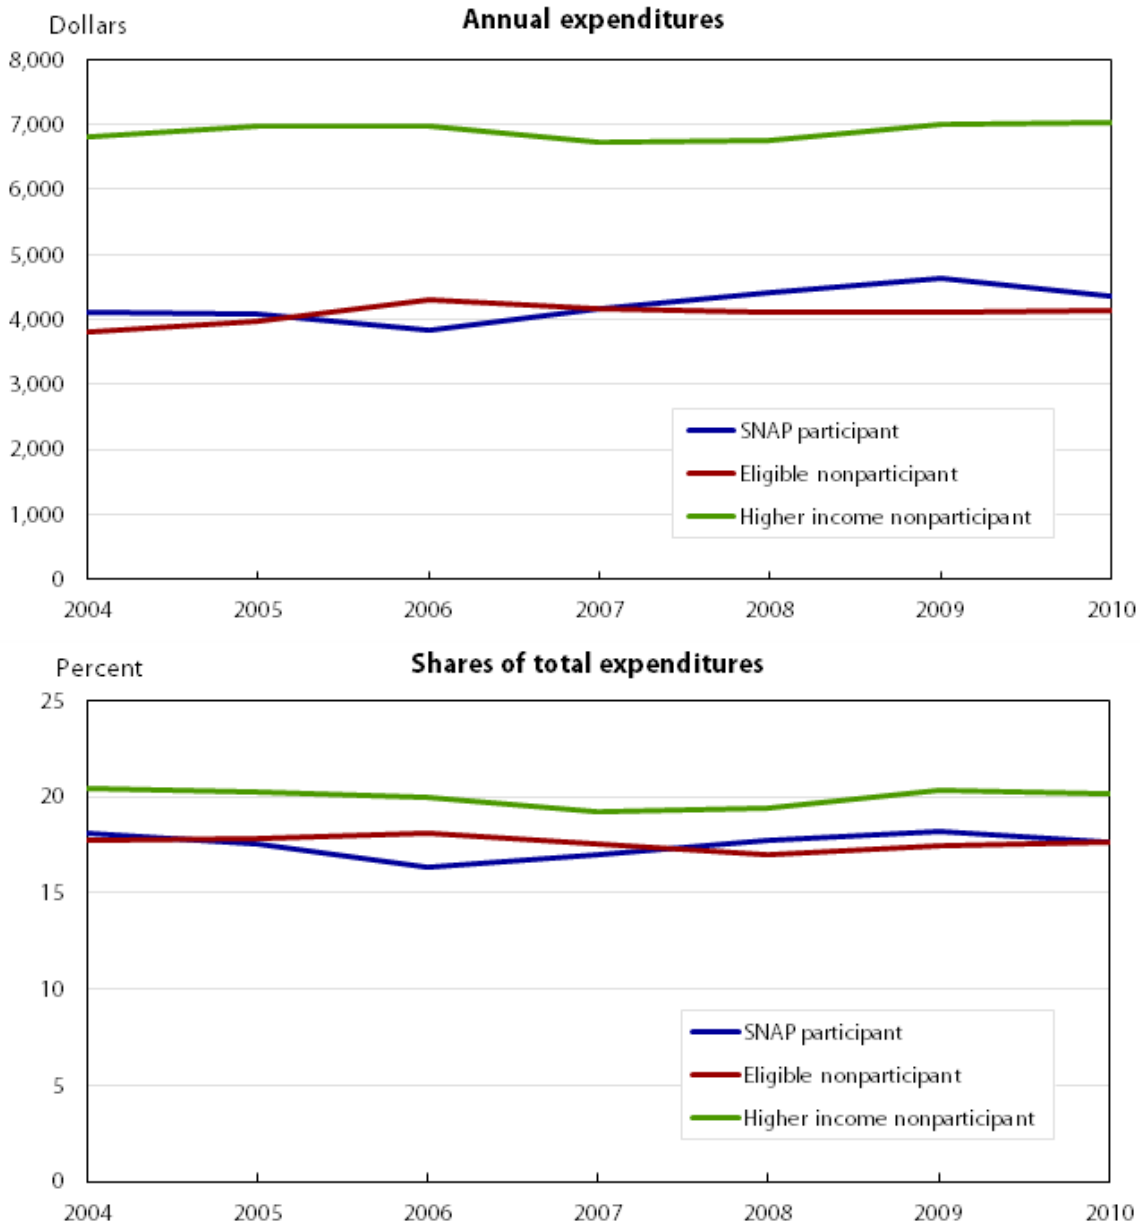 Annual expenditures
Dollars
8,000
7,000
6,000
5,000
4,000
3,000
2,000
1,000
0
SNAP participant
Eligible nonparticipant
Higher income nonparticipant
2004 2005 2006 2007 2008 2009 2010
Shares of total expenditures
Percent
25
20
15
10
5
0
SNAP participant
Eligible nonparticipant
Higher income nonparticipant
2004 2005 2006 2007 2008 2009 2010